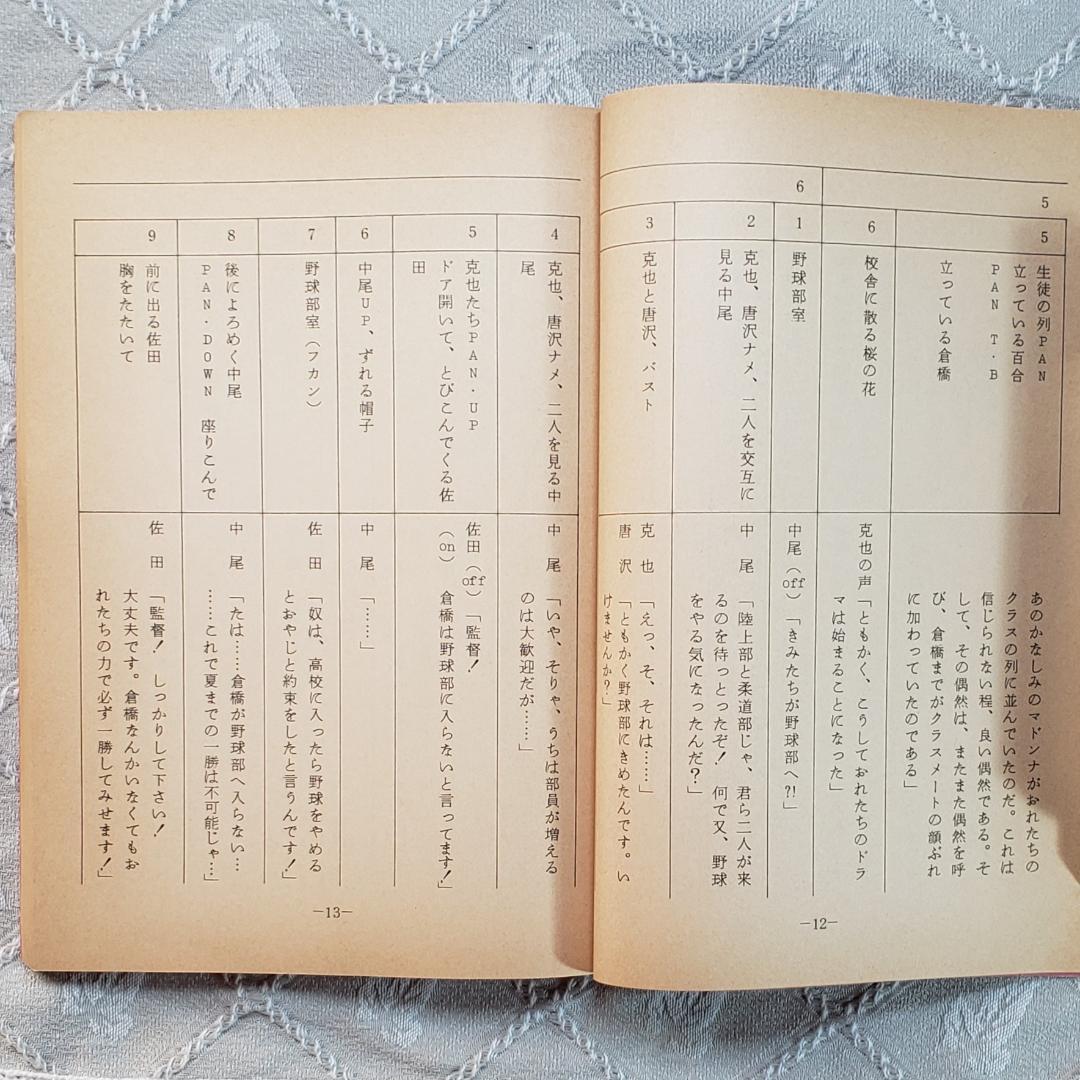 5
5
生徒の列PAN
立っている百合
PAN T・B
立っている倉橋
あのかなしみのマドンナがおれたちの
クラスの列に並んでいたのだ。これは
信じられない程、良い偶然である。そ
して、その偶然は、またまた偶然を呼
び、倉橋までがクラスメートの顔ぶれ
に加わっていたのである」
6
校舎に散る桜の花
克也の声「ともかく、こうしておれたちのドラ
マは始まることになった」
6
1
野球部室
中尾(off)「きみたちが野球部へ?!」
2
克也、唐沢ナメ、二人を交互に
見る中尾
中尾「陸上部と柔道部じゃ、君ら二人が来
るのを待っとったぞ! 何で又、野球
をやる気になったんだ?」
3
克也と唐沢、バスト
克也「えっ、そ、それは……」
唐沢「ともかく野球部にきめたんです。い
けませんか?」
—12—
4
克也、唐沢ナメ、二人を見る中
尾
中尾「いや、そりゃ、うちは部員が増える
のは大歓迎だが……」
5
克也たちPAN・UP
ドア開いて、とびこんでくる佐
田
佐田(off)「監督!
(on) 倉橋は野球部に入らないと言ってます!」
6
中尾UP、ずれる帽子
中尾「……」
7
野球部室(フカン)
佐田「奴は、高校に入ったら野球をやめる
とおやじと約束をしたと言うんです!」
8
後によろめく中尾
PAN・DOWN 座りこんで
中尾「たは……倉橋が野球部へ入らない…
……これで夏までの一勝は不可能じゃ…」
9
前に出る佐田
胸をたたいて
佐田「監督! しっかりして下さい!
大丈夫です。倉橋なんかいなくてもお
れたちの力で必ず一勝してみせます!」
—13—